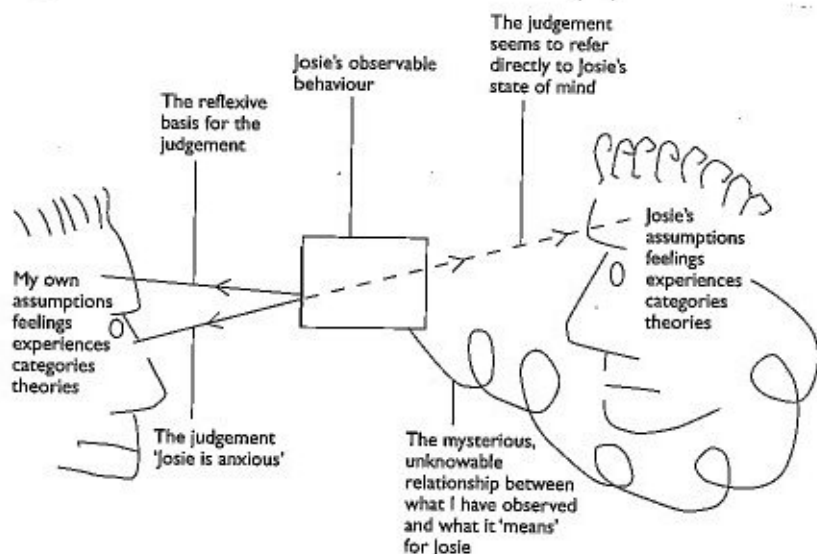 The judgement
seems to refer
directly to Josie's
state of mind
Josie's observable
behaviour
The reflexive
basis for the
judgement
Josie's
assumptions
feelings
experiences
categories
theories
My own
assumptions
feelings
experiences
categories
theories
The judgement
'Josie is anxious'
The mysterious,
unknowable
relationship between
what I have observed
and what it 'means'
for Josie